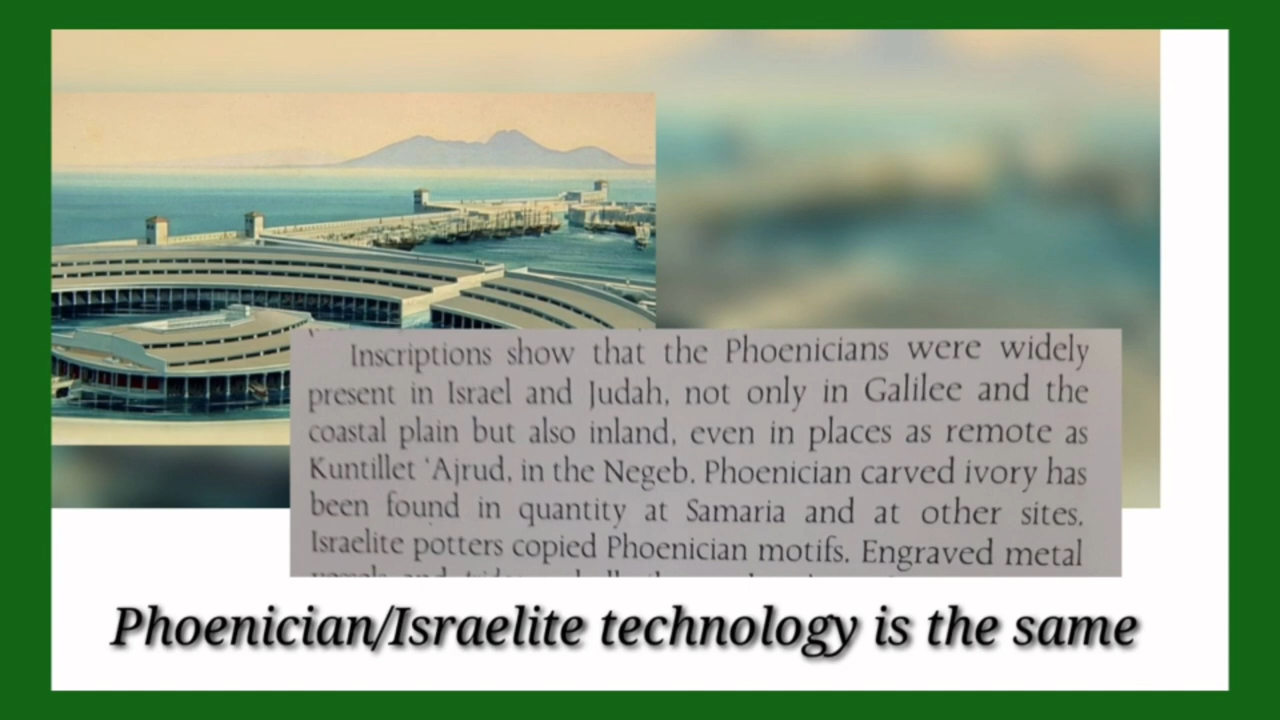 Inscriptions show that the Phoenicians were widely
present in Israel and Judah, not only in Galilee and the
coastal plain but also inland, even in places as remote as
Kuntillet ʿAjrud, in the Negeb. Phoenician carved ivory has
been found in quantity at Samaria and at other sites.
Israelite potters copied Phoenician motifs. Engraved metal
Phoenician/Israelite technology is the same